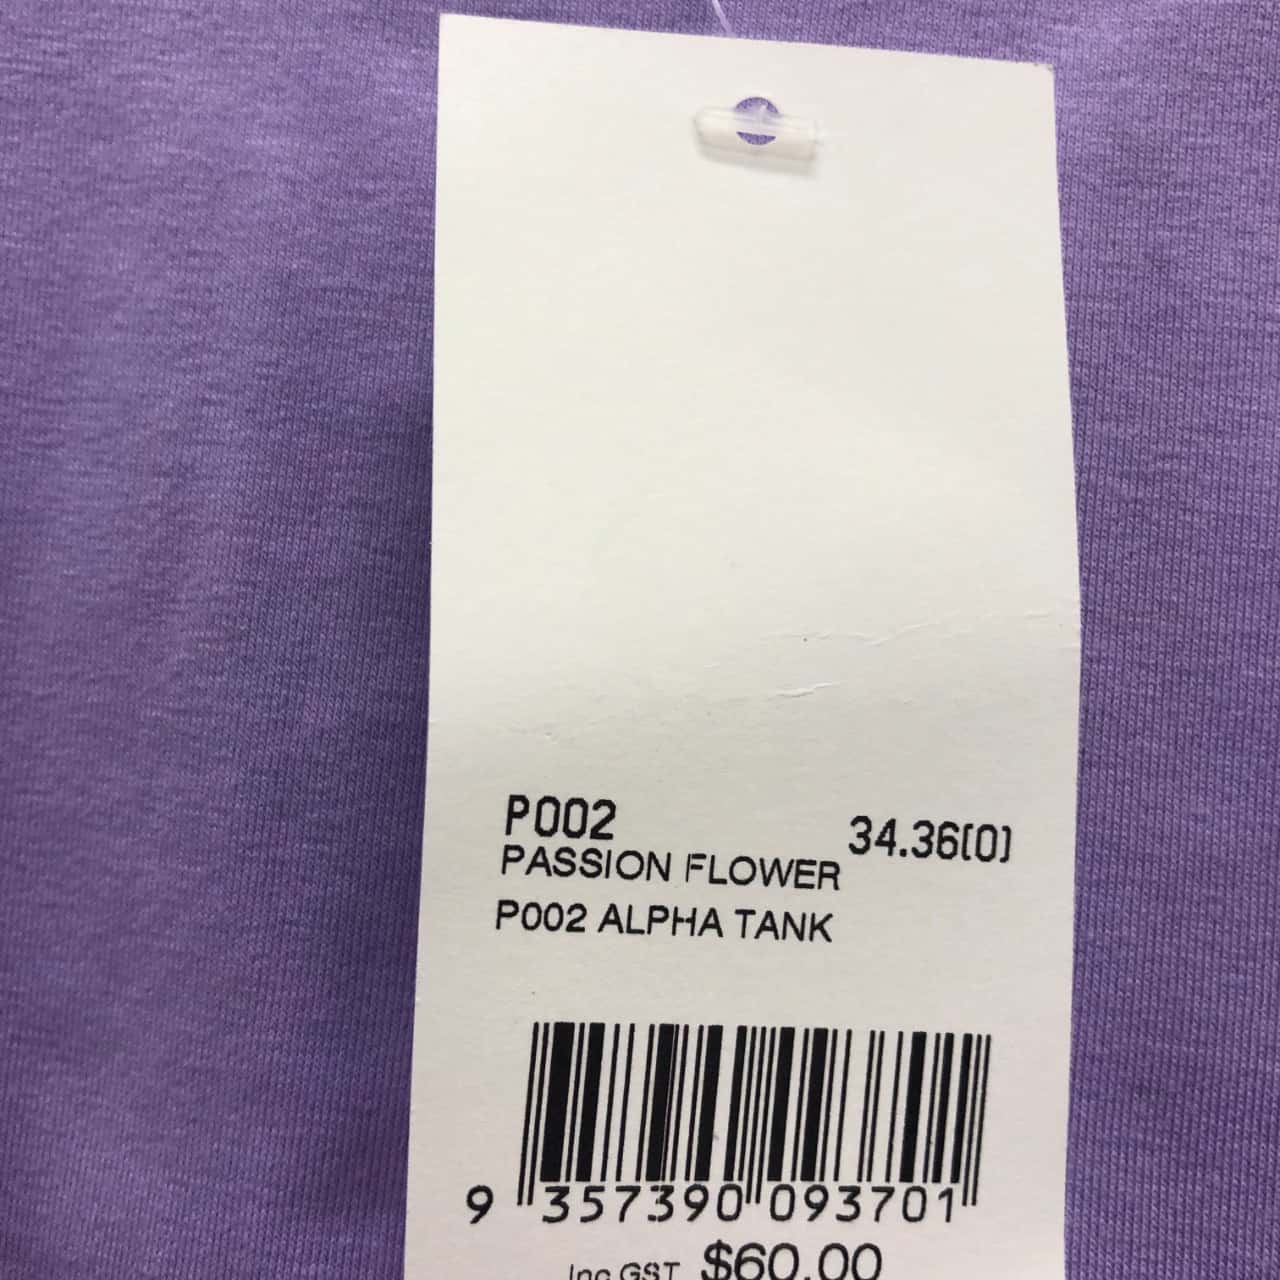 P002 34.36(0)
PASSION FLOWER
P002 ALPHA TANK
9 357390 093701
Inc GST $60.00